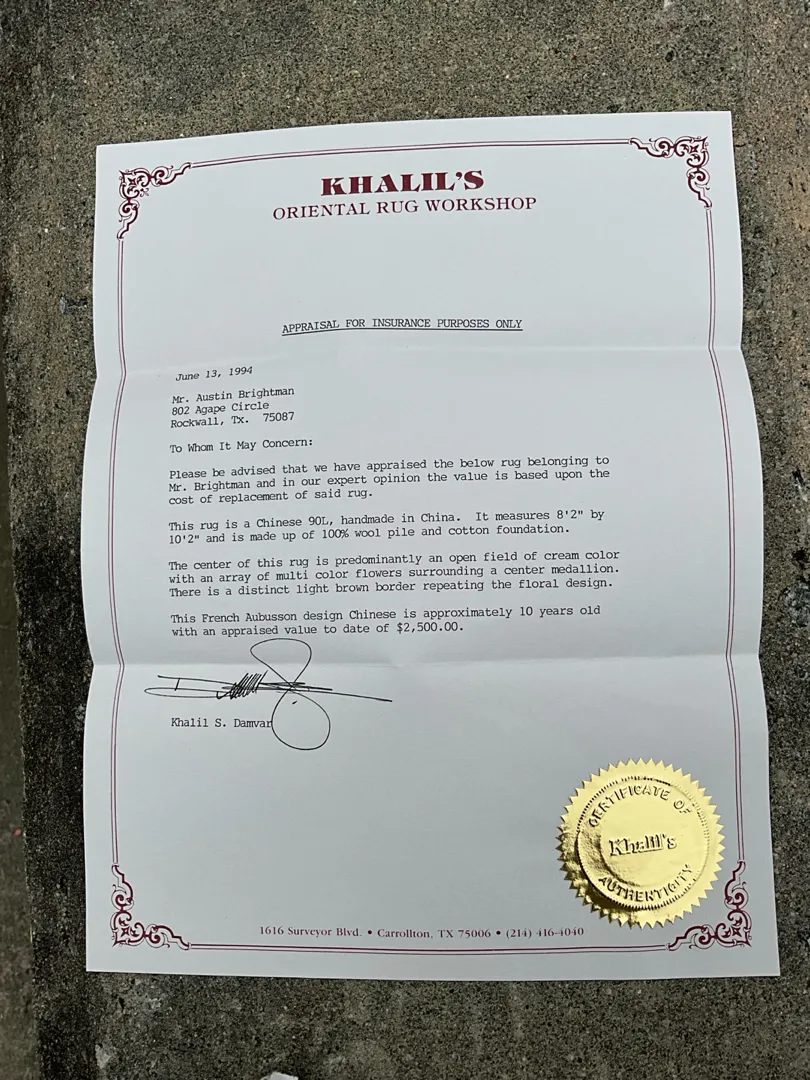 KHALIL'S
ORIENTAL RUG WORKSHOP
APPRAISAL FOR INSURANCE PURPOSES ONLY
June 13, 1994
Mr. Austin Brightman
802 Agape Circle
Rockwall, Tx. 75087
To Whom It May Concern:
Please be advised that we have appraised the below rug belonging to
Mr. Brightman and in our expert opinion the value is based upon the
cost of replacement of said rug.
This rug is a Chinese 90L, handmade in China. It measures 8'2" by
10'2" and is made up of 100% wool pile and cotton foundation.
The center of this rug is predominantly an open field of cream color
with an array of multi color flowers surrounding a center medallion.
There is a distinct light brown border repeating the floral design.
This French Aubusson design Chinese is approximately 10 years old
with an appraised value to date of $2,500.00.
Khalil S. Damvar
CERTIFICATE OF
Khalil's
AUTHENTICITY
1616 Surveyor Blvd. • Carrollton, TX 75006 • (214) 416-4040